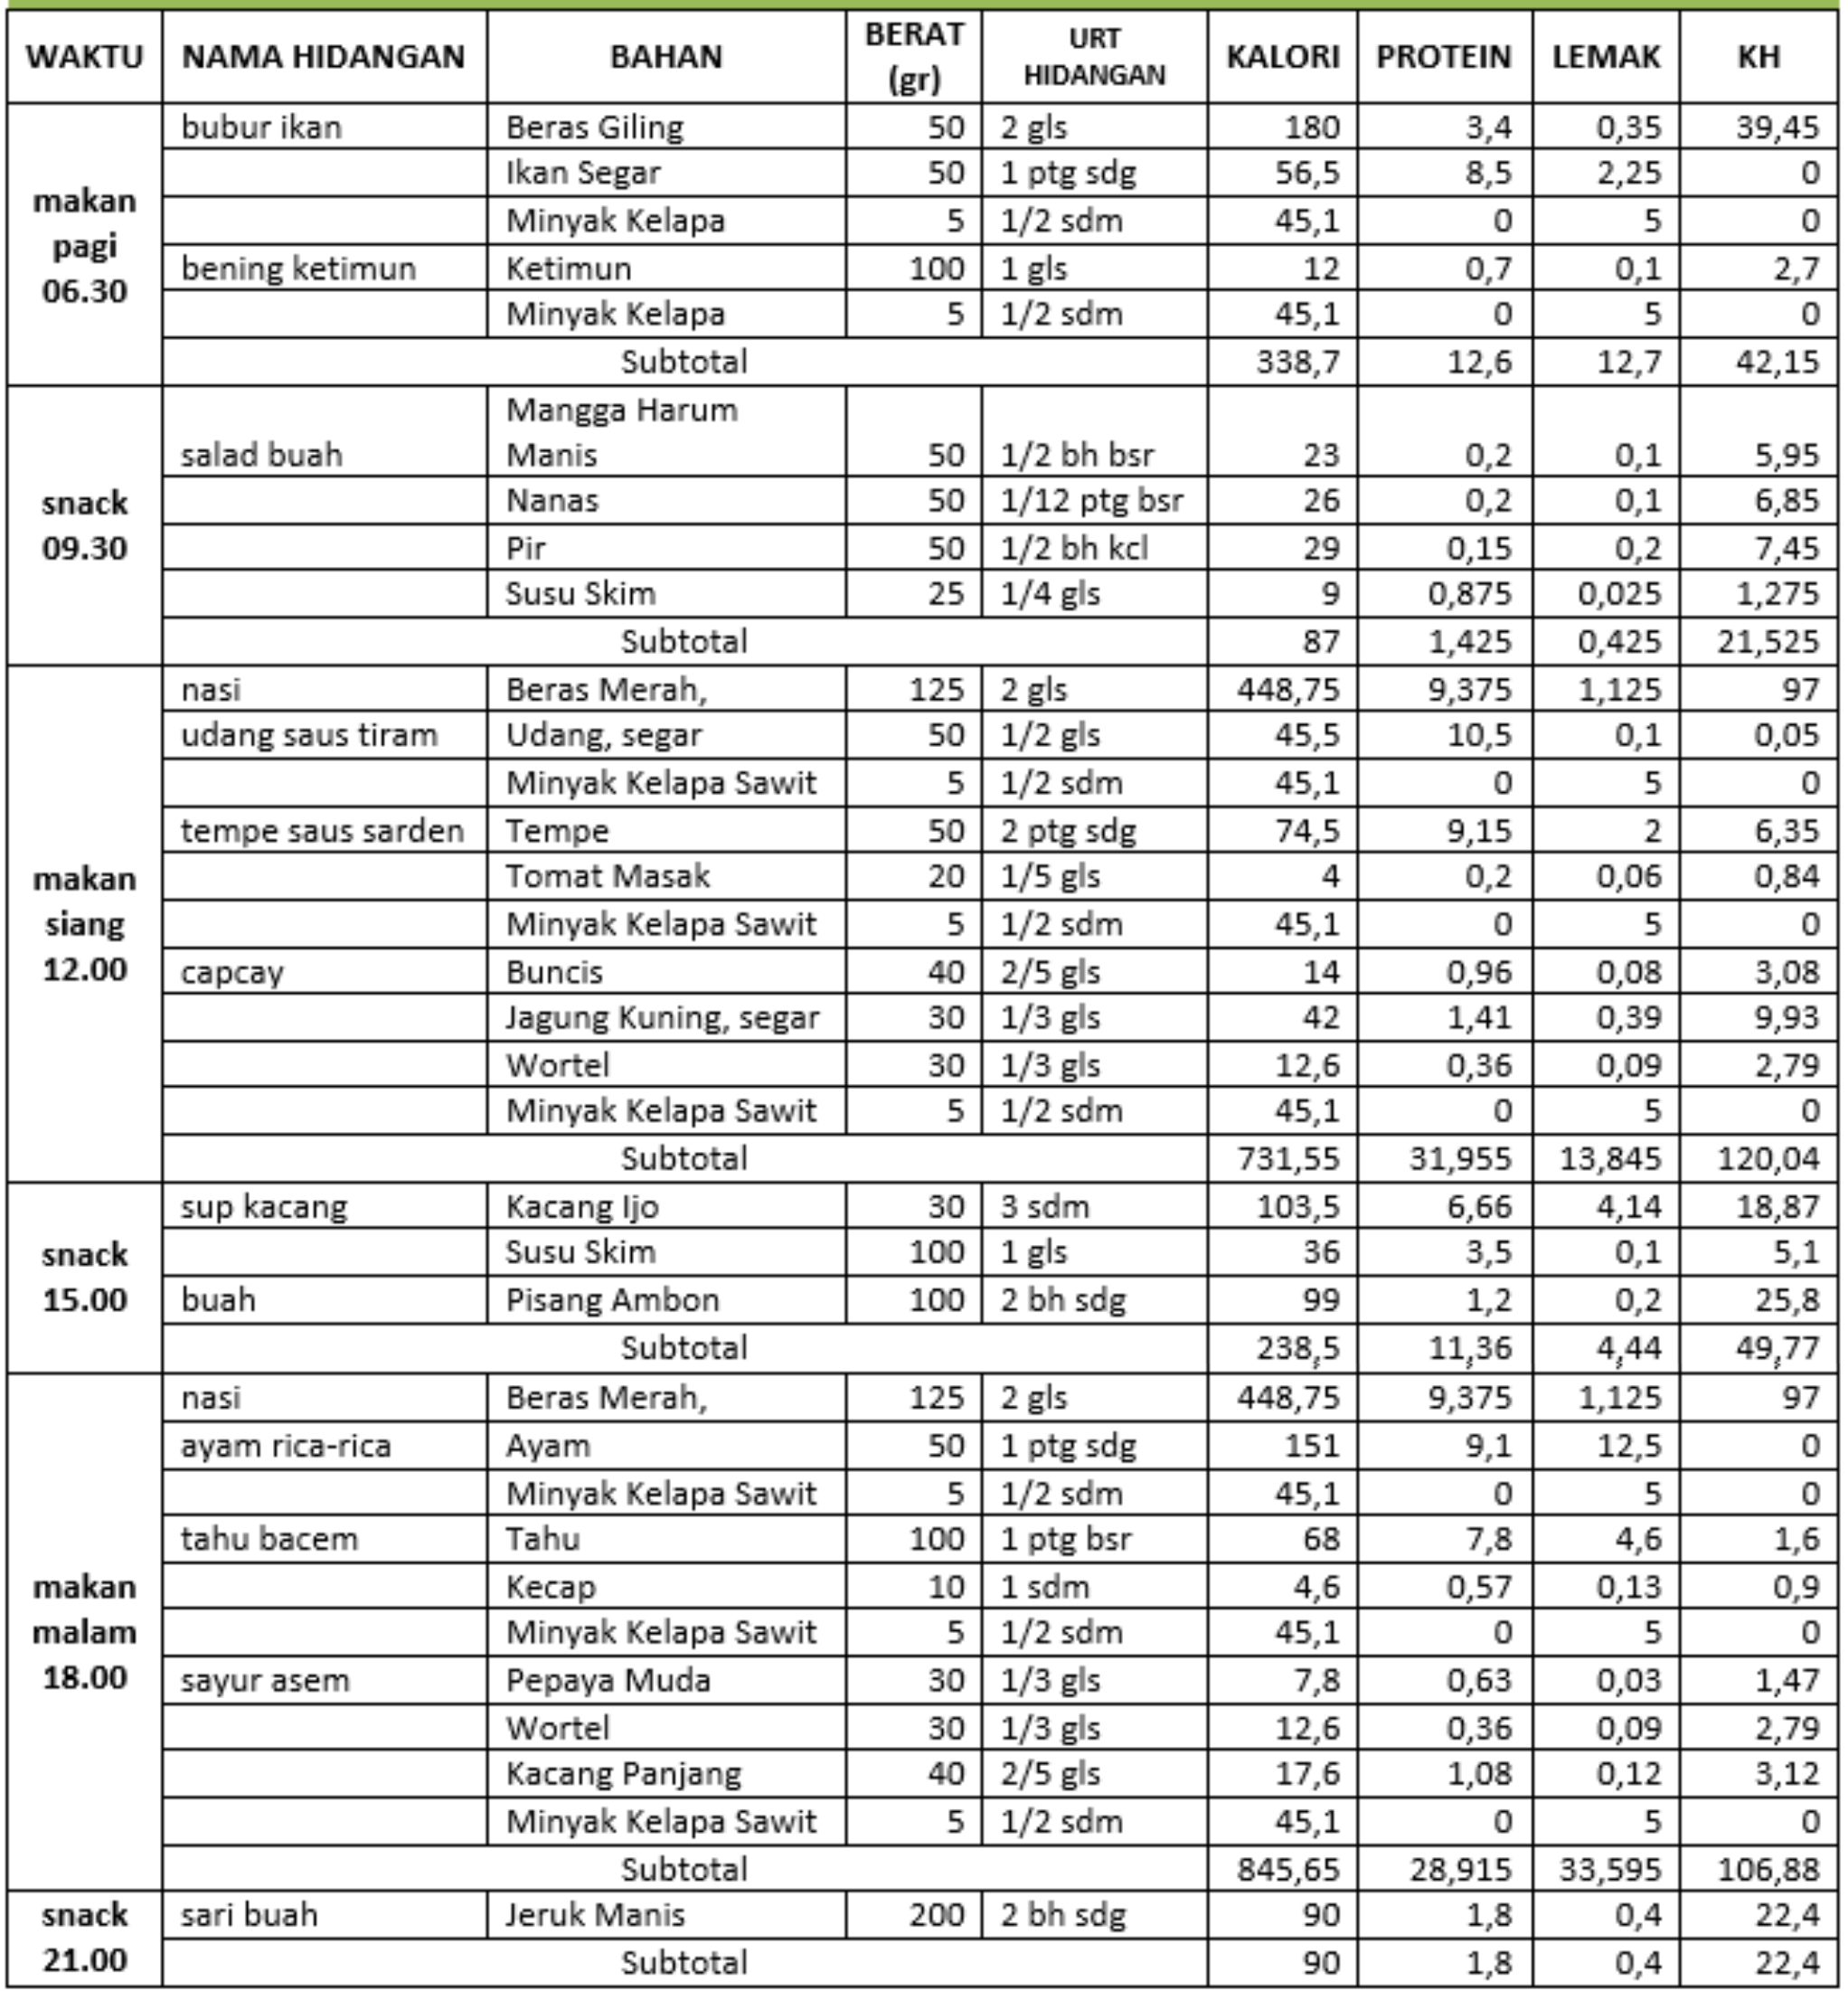 WAKTU NAMA HIDANGAN BAHAN BERAT (gr) URT HIDANGAN KALORI PROTEIN LEMAK KH
makan pagi 06.30
bubur ikan Beras Giling 50 2 gls 180 3,4 0,35 39,45
Ikan Segar 50 1 ptg sdg 56,5 8,5 2,25 0
Minyak Kelapa 5 1/2 sdm 45,1 0 5 0
bening ketimun Ketimun 100 1 gls 12 0,7 0,1 2,7
Minyak Kelapa 5 1/2 sdm 45,1 0 5 0
Subtotal 338,7 12,6 12,7 42,15
snack 09.30
salad buah Mangga Harum Manis 50 1/2 bh bsr 23 0,2 0,1 5,95
Nanas 50 1/12 ptg bsr 26 0,2 0,1 6,85
Pir 50 1/2 bh kcl 29 0,15 0,2 7,45
Susu Skim 25 1/4 gls 9 0,875 0,025 1,275
Subtotal 87 1,425 0,425 21,525
makan siang 12.00
nasi Beras Merah, 125 2 gls 448,75 9,375 1,125 97
udang saus tiram Udang, segar 50 1/2 gls 45,5 10,5 0,1 0,05
Minyak Kelapa Sawit 5 1/2 sdm 45,1 0 5 0
tempe saus sarden Tempe 50 2 ptg sdg 74,5 9,15 2 6,35
Tomat Masak 20 1/5 gls 4 0,2 0,06 0,84
Minyak Kelapa Sawit 5 1/2 sdm 45,1 0 5 0
capcay Buncis 40 2/5 gls 14 0,96 0,08 3,08
Jagung Kuning, segar 30 1/3 gls 42 1,41 0,39 9,93
Wortel 30 1/3 gls 12,6 0,36 0,09 2,79
Minyak Kelapa Sawit 5 1/2 sdm 45,1 0 5 0
Subtotal 731,55 31,955 13,845 120,04
snack 15.00
sup kacang Kacang Ijo 30 3 sdm 103,5 6,66 4,14 18,87
Susu Skim 100 1 gls 36 3,5 0,1 5,1
buah Pisang Ambon 100 2 bh sdg 99 1,2 0,2 25,8
Subtotal 238,5 11,36 4,44 49,77
makan malam 18.00
nasi Beras Merah, 125 2 gls 448,75 9,375 1,125 97
ayam rica-rica Ayam 50 1 ptg sdg 151 9,1 12,5 0
Minyak Kelapa Sawit 5 1/2 sdm 45,1 0 5 0
tahu bacem Tahu 100 1 ptg bsr 68 7,8 4,6 1,6
Kecap 10 1 sdm 4,6 0,57 0,13 0,9
Minyak Kelapa Sawit 5 1/2 sdm 45,1 0 5 0
sayur asem Pepaya Muda 30 1/3 gls 7,8 0,63 0,03 1,47
Wortel 30 1/3 gls 12,6 0,36 0,09 2,79
Kacang Panjang 40 2/5 gls 17,6 1,08 0,12 3,12
Minyak Kelapa Sawit 5 1/2 sdm 45,1 0 5 0
Subtotal 845,65 28,915 33,595 106,88
snack 21.00
sari buah Jeruk Manis 200 2 bh sdg 90 1,8 0,4 22,4
Subtotal 90 1,8 0,4 22,4